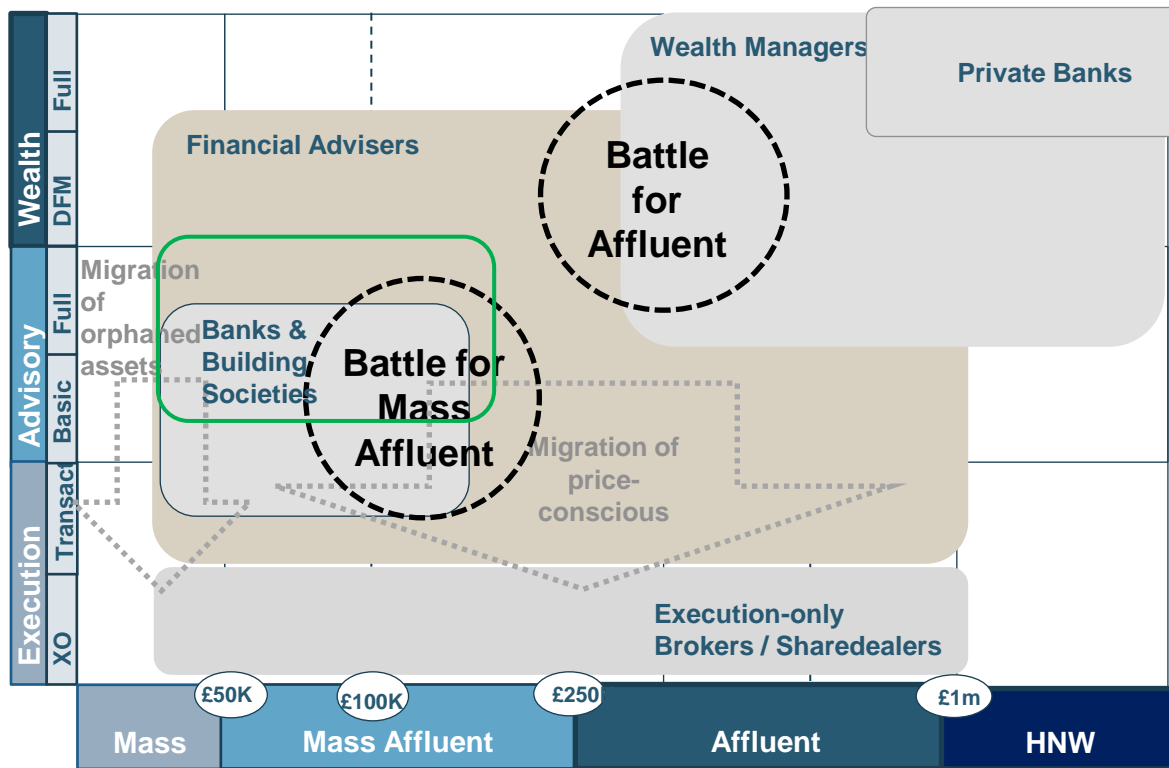 Wealth
Full
DFM
Advisory
Full
Basic
Execution
Transact
XO
Wealth Managers
Private Banks
Financial Advisers
Battle
for
Affluent
Migration
of
orphaned
assets
Banks &
Building
Societies
Battle for
Mass
Affluent
Migration of
price-
conscious
Execution-only
Brokers / Sharedealers
£50K
£100K
£250
£1m
Mass
Mass Affluent
Affluent
HNW